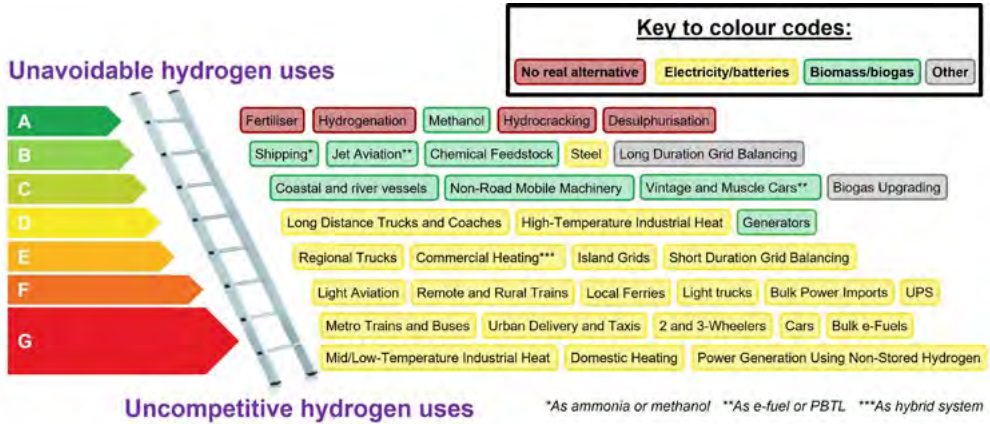 Key to colour codes:
No real alternative Electricity/batteries Biomass/biogas Other
Unavoidable hydrogen uses
A Fertiliser Hydrogenation Methanol Hydrocracking Desulphurisation
B Shipping* Jet Aviation** Chemical Feedstock Steel Long Duration Grid Balancing
C Coastal and river vessels Non-Road Mobile Machinery Vintage and Muscle Cars** Biogas Upgrading
D Long Distance Trucks and Coaches High-Temperature Industrial Heat Generators
E Regional Trucks Commercial Heating*** Island Grids Short Duration Grid Balancing
F Light Aviation Remote and Rural Trains Local Ferries Light trucks Bulk Power Imports UPS
G Metro Trains and Buses Urban Delivery and Taxis 2 and 3-Wheelers Cars Bulk e-Fuels
Mid/Low-Temperature Industrial Heat Domestic Heating Power Generation Using Non-Stored Hydrogen
Uncompetitive hydrogen uses *As ammonia or methanol **As e-fuel or PBTL ***As hybrid system